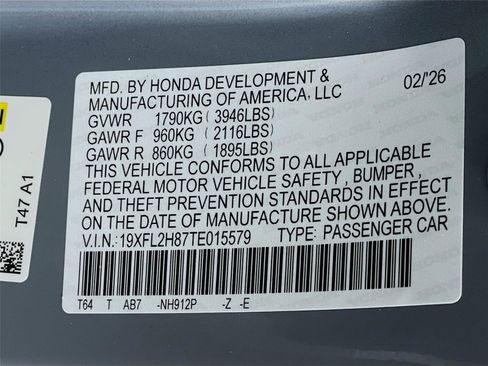 MFD. BY HONDA DEVELOPMENT &
MANUFACTURING OF AMERICA, LLC
02/'26
GVWR 1790KG (3946LBS)
GAWR F 960KG (2116LBS)
GAWR R 860KG (1895LBS)
THIS VEHICLE CONFORMS TO ALL APPLICABLE
FEDERAL MOTOR VEHICLE SAFETY, BUMPER,
AND THEFT PREVENTION STANDARDS IN EFFECT
ON THE DATE OF MANUFACTURE SHOWN ABOVE.
V.I.N.: 19XFL2H87TE015579 TYPE: PASSENGER CAR
T64 T AB7 -NH912P -Z -E
T47 A1